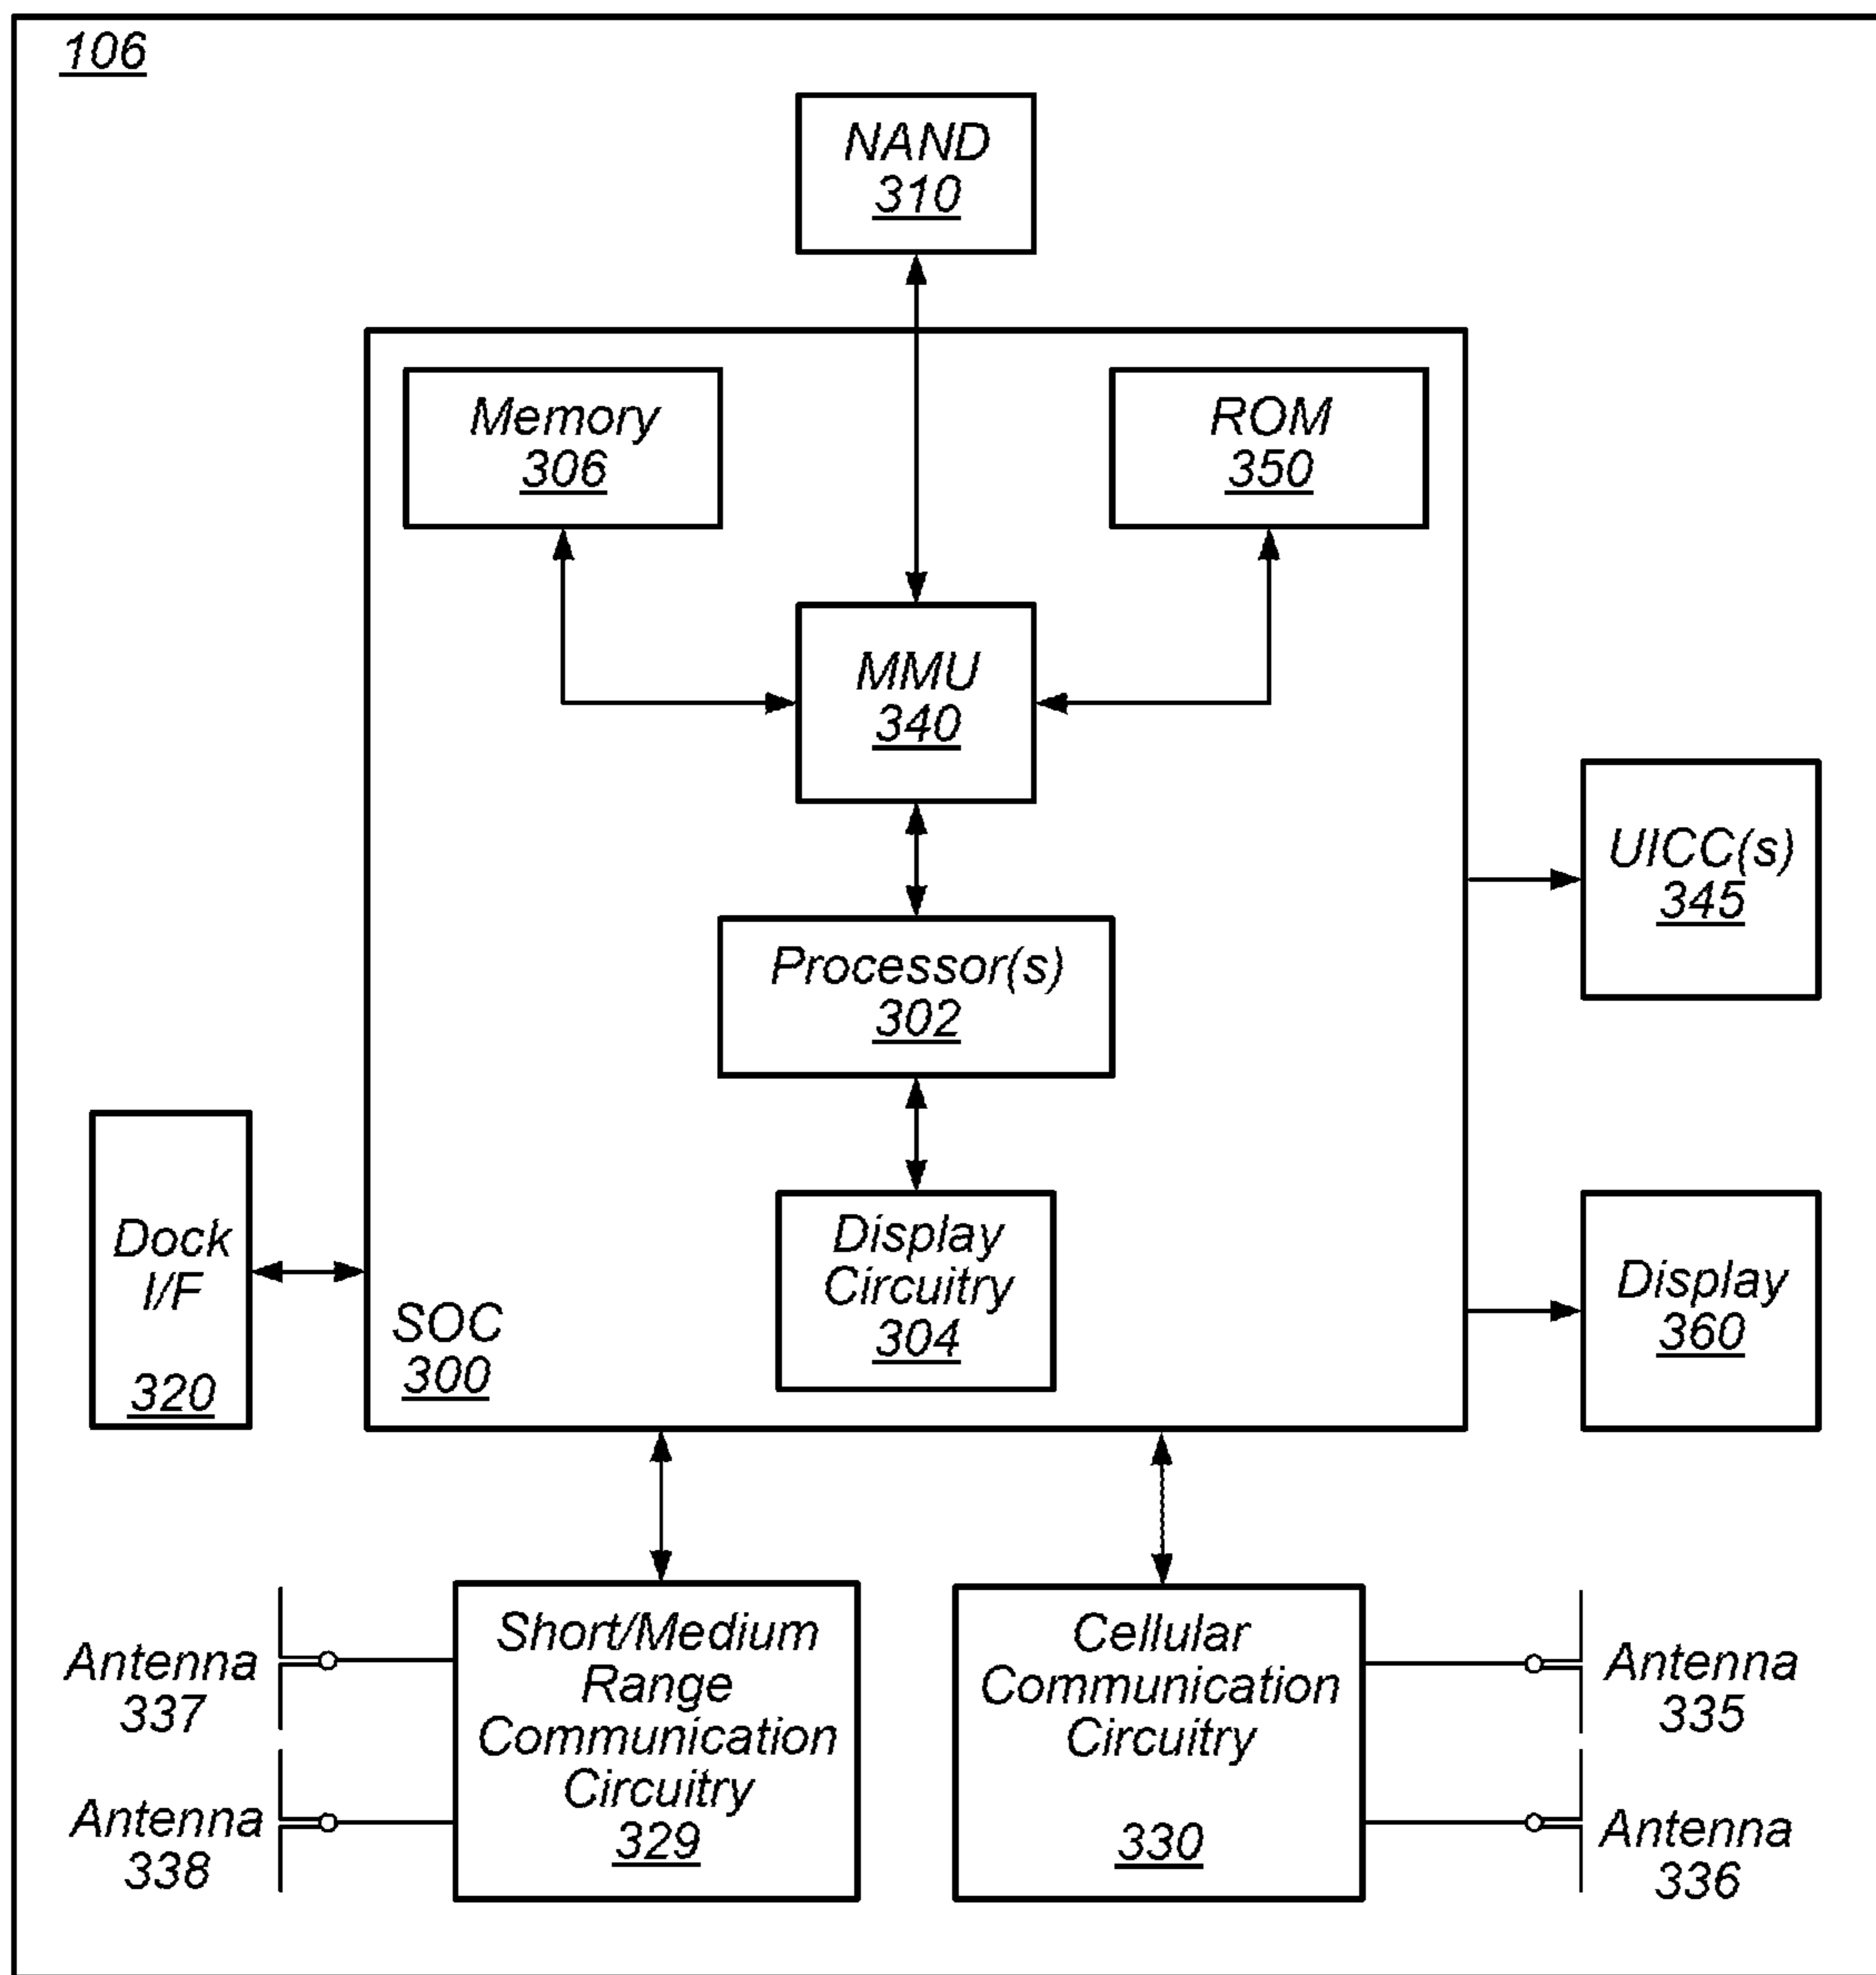 106
NAND
310
Memory
306
ROM
350
MMU
340
UICC(s)
345
Processor(s)
302
Dock
I/F
320
Display
Circuitry
304
SOC
300
Display
360
Short/Medium
Range
Communication
Circuitry
329
Cellular
Communication
Circuitry
330
Antenna
337
Antenna
338
Antenna
335
Antenna
336